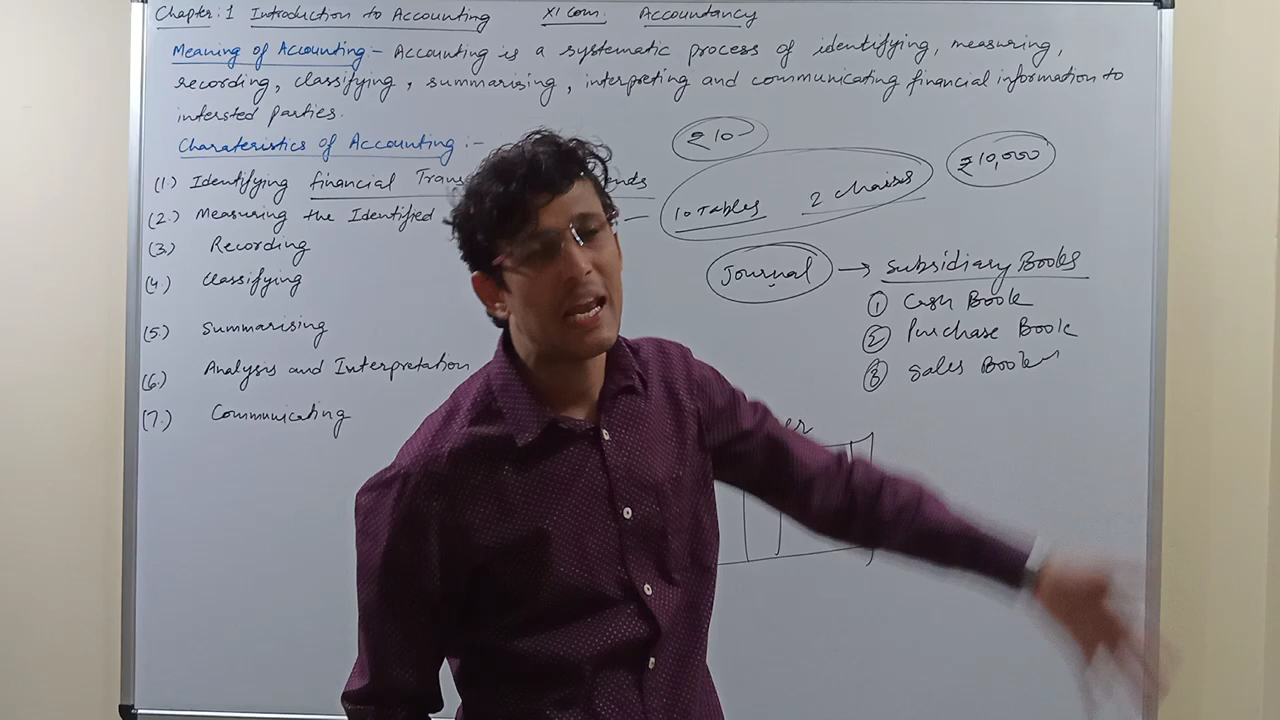 Chapter: 1 Introduction to Accounting XI Com. Accountancy
Meaning of Accounting :- Accounting is a systematic process of identifying, measuring,
recording, classifying, summarising, interpreting and communicating financial information to
intersted parties.
Charateristics of Accounting :-
(1) Identifying financial
(2) Measuring the Identified
(3) Recording
(4) Classifying
(5) Summarising
(6) Analysis and Interpretation
(7) Communicating
₹10
₹10,000
10 Tables 2 chairs
Journal → Subsidiary Books
① Cash Book
② Purchase Book
③ Sales Book